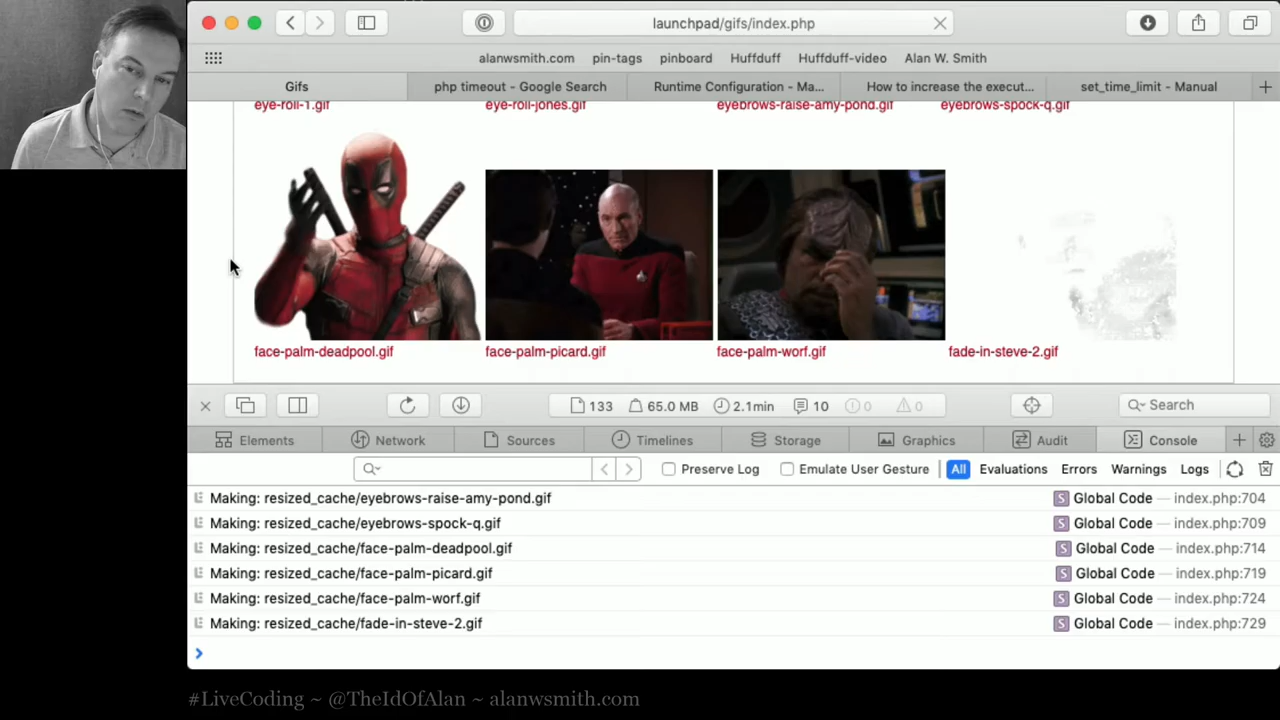 launchpad/gifs/index.php
alanwsmith.com pin-tags pinboard Huffduff Huffduff-video Alan W. Smith
Gifs php timeout - Google Search Runtime Configuration - Ma... How to increase the execut... set_time_limit - Manual
eye-roll-1.gif eye-roll-jones.gif eyebrows-raise-amy-pond.gif eyebrows-spock-q.gif
face-palm-deadpool.gif face-palm-picard.gif face-palm-worf.gif fade-in-steve-2.gif
133 65.0 MB 2.1min 10 0 0 Search
Elements Network Sources Timelines Storage Graphics Audit Console
Preserve Log Emulate User Gesture All Evaluations Errors Warnings Logs
Making: resized_cache/eyebrows-raise-amy-pond.gif S Global Code — index.php:704
Making: resized_cache/eyebrows-spock-q.gif S Global Code — index.php:709
Making: resized_cache/face-palm-deadpool.gif S Global Code — index.php:714
Making: resized_cache/face-palm-picard.gif S Global Code — index.php:719
Making: resized_cache/face-palm-worf.gif S Global Code — index.php:724
Making: resized_cache/fade-in-steve-2.gif S Global Code — index.php:729
#LiveCoding ~ @TheIdOfAlan ~ alanwsmith.com